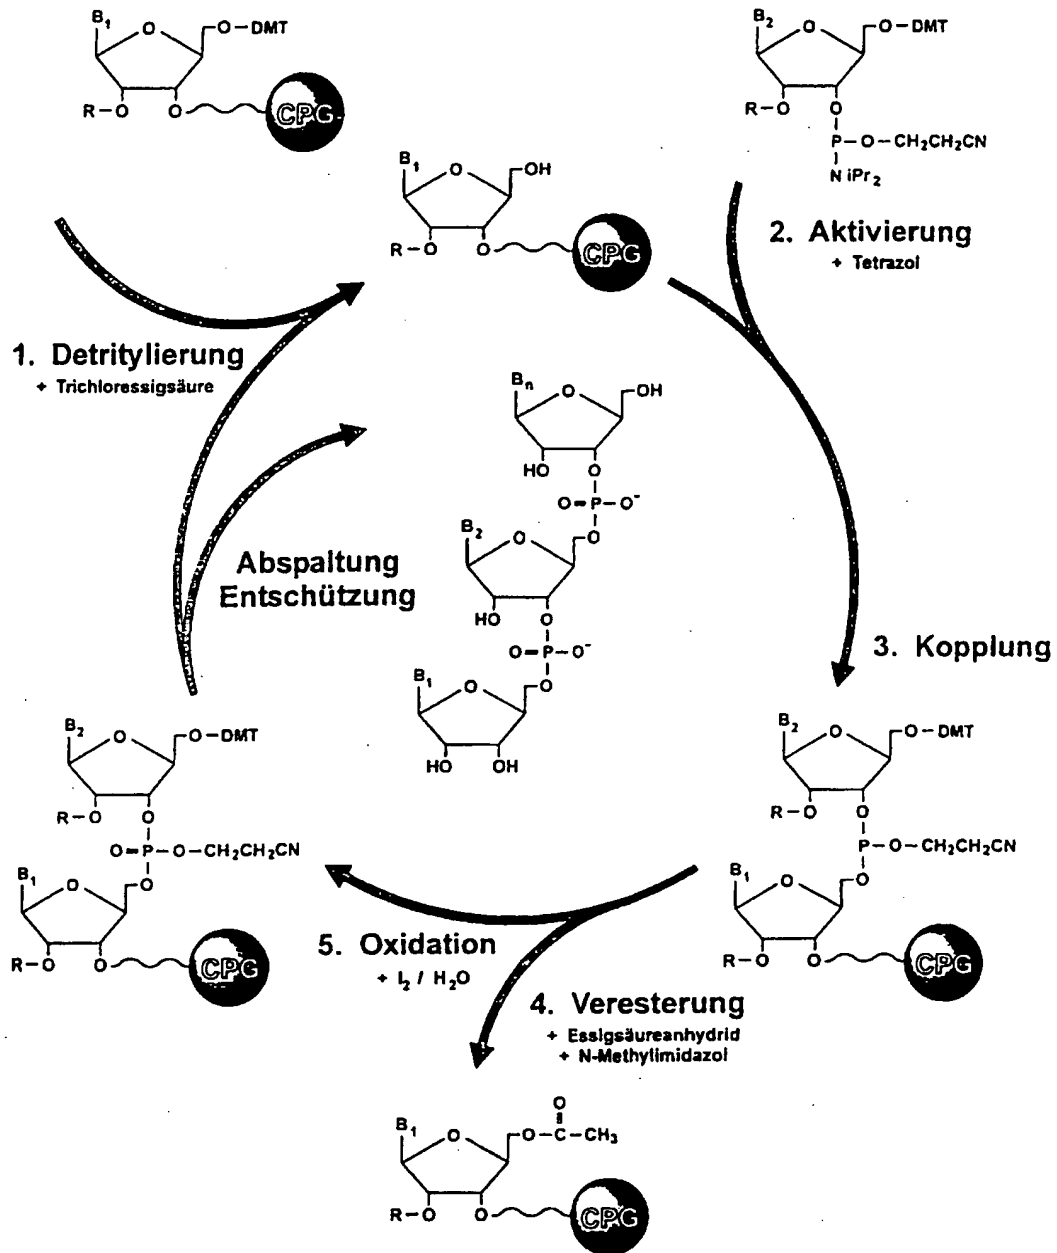 B1 O O–DMT
R–O O CPG
B2 O O–DMT
R–O O
P–O–CH2CH2CN
N iPr2
B1 O OH
R–O O CPG
2. Aktivierung
+ Tetrazol
1. Detritylierung
+ Trichloressigsäure
Bn O OH
HO O
O=P–O-
B2 O O
Abspaltung
Entschützung
HO O
O=P–O-
B1 O O
HO OH
3. Kopplung
B2 O O–DMT
R–O O
O=P–O–CH2CH2CN
B1 O O
R–O O CPG
B2 O O–DMT
R–O O
P–O–CH2CH2CN
B1 O O
R–O O CPG
5. Oxidation
+ I2 / H2O
4. Veresterung
+ Essigsäureanhydrid
+ N-Methylimidazol
O
B1 O O–C–CH3
R–O O CPG